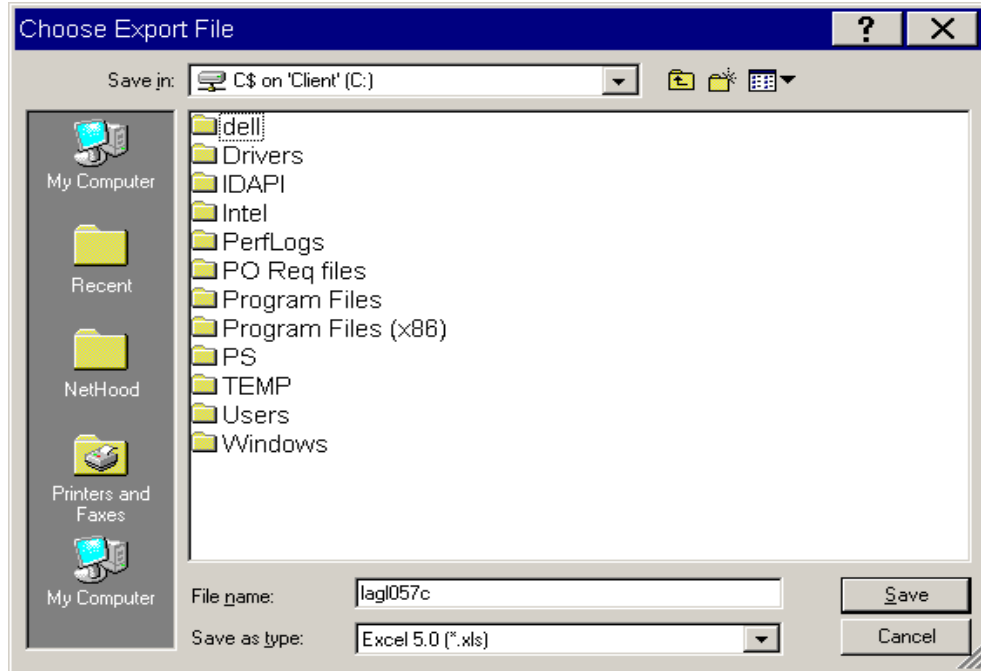 Choose Export File
Save in: C$ on 'Client' (C:)
My Computer
Recent
NetHood
Printers and
Faxes
My Computer
dell
Drivers
IDAPI
Intel
PerfLogs
PO Req files
Program Files
Program Files (x86)
PS
TEMP
Users
Windows
File name: lagl057c Save
Save as type: Excel 5.0 (*.xls) Cancel